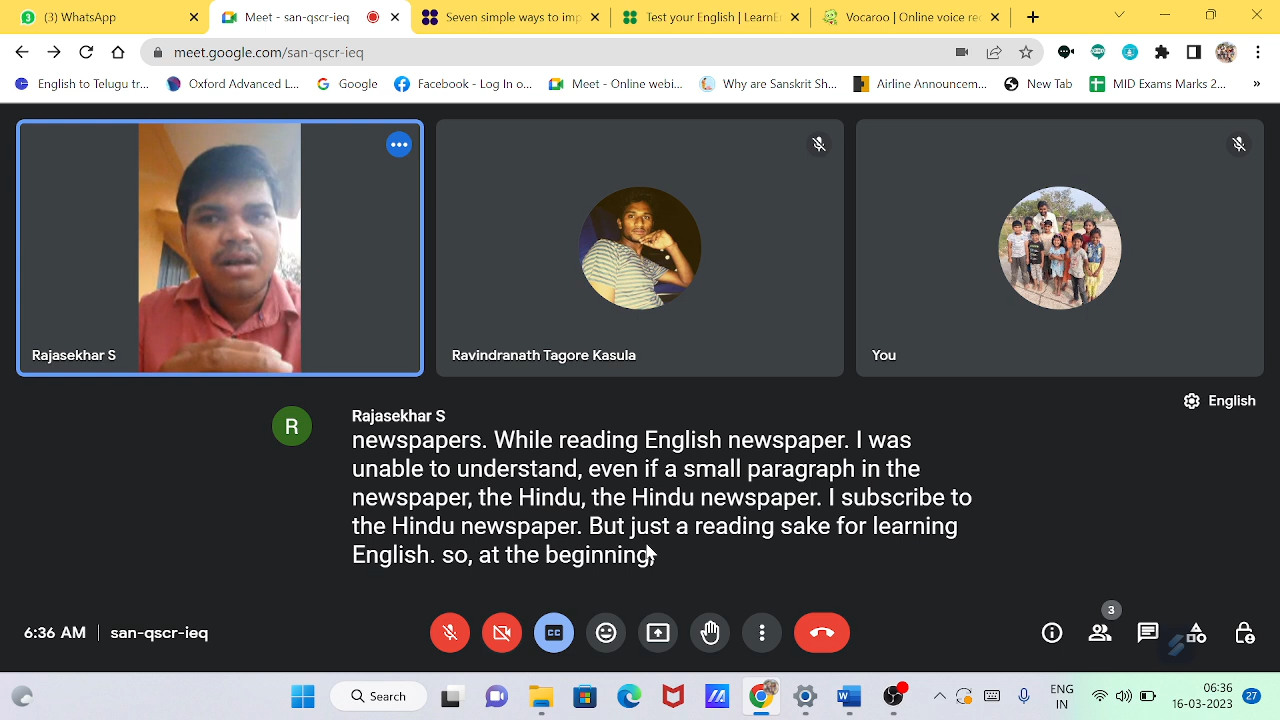 (3) WhatsApp
Meet - san-qscr-ieq
Seven simple ways to imp
Test your English | LearnE
Vocaroo | Online voice rec
meet.google.com/san-qscr-ieq
English to Telugu tr...
Oxford Advanced L...
Google
Facebook - Log In o...
Meet - Online webi...
Why are Sanskrit Sh...
Airline Announcem...
New Tab
MID Exams Marks 2...
»
Rajasekhar S
Ravindranath Tagore Kasula
You
English
R
Rajasekhar S
newspapers. While reading English newspaper. I was
unable to understand, even if a small paragraph in the
newspaper, the Hindu, the Hindu newspaper. I subscribe to
the Hindu newspaper. But just a reading sake for learning
English. so, at the beginning,
6:36 AM | san-qscr-ieq
CC
3
Search
ENG
IN
06:36
16-03-2023
27